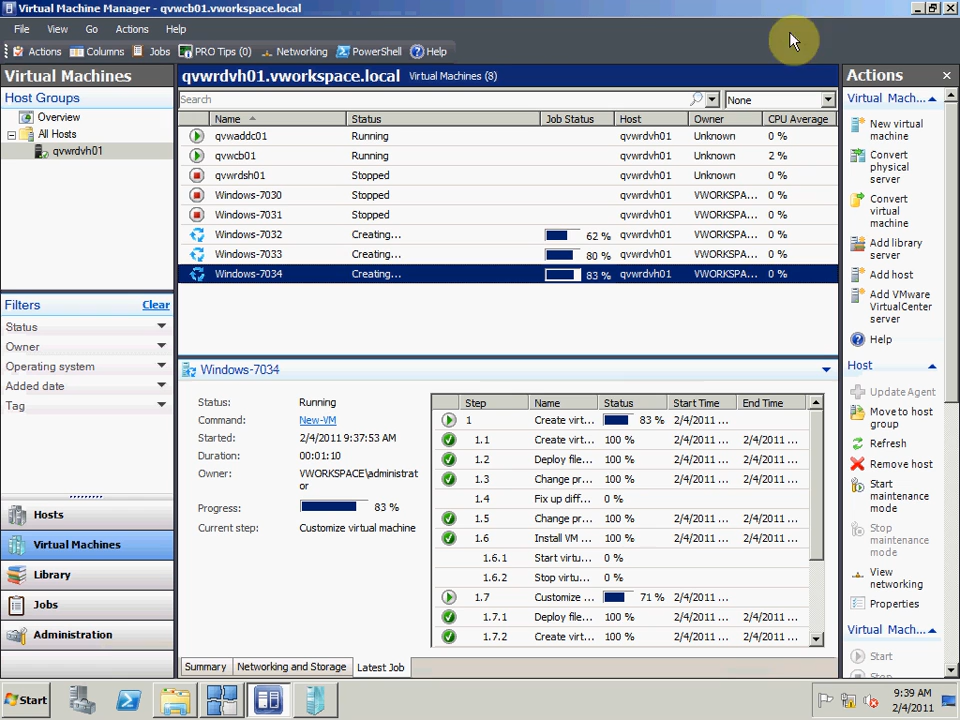 Virtual Machine Manager - qvwcb01.vworkspace.local
File View Go Actions Help
Actions Columns Jobs PRO Tips (0) Networking PowerShell Help
Virtual Machines
Host Groups
Overview
All Hosts
qvwrdvh01
Filters Clear
Status
Owner
Operating system
Added date
Tag
Hosts
Virtual Machines
Library
Jobs
Administration
qvwrdvh01.vworkspace.local Virtual Machines (8)
Search None
Name Status Job Status Host Owner CPU Average
qvwaddc01 Running qvwrdvh01 Unknown 0 %
qvwcb01 Running qvwrdvh01 Unknown 2 %
qvwrdsh01 Stopped qvwrdvh01 Unknown 0 %
Windows-7030 Stopped qvwrdvh01 VWORKSPA... 0 %
Windows-7031 Stopped qvwrdvh01 VWORKSPA... 0 %
Windows-7032 Creating... 62 % qvwrdvh01 VWORKSPA... 0 %
Windows-7033 Creating... 80 % qvwrdvh01 VWORKSPA... 0 %
Windows-7034 Creating... 83 % qvwrdvh01 VWORKSPA... 0 %
Windows-7034
Status: Running
Command: New-VM
Started: 2/4/2011 9:37:53 AM
Duration: 00:01:10
Owner: VWORKSPACE\administrat
or
Progress: 83 %
Current step: Customize virtual machine
Step Name Status Start Time End Time
1 Create virt... 83 % 2/4/2011 ...
1.1 Create virt... 100 % 2/4/2011 ... 2/4/2011 ...
1.2 Deploy file... 100 % 2/4/2011 ... 2/4/2011 ...
1.3 Change pr... 100 % 2/4/2011 ... 2/4/2011 ...
1.4 Fix up diff... 0 %
1.5 Change pr... 100 % 2/4/2011 ... 2/4/2011 ...
1.6 Install VM ... 100 % 2/4/2011 ... 2/4/2011 ...
1.6.1 Start virtu... 0 %
1.6.2 Stop virtu... 0 %
1.7 Customize ... 71 % 2/4/2011 ...
1.7.1 Deploy file... 100 % 2/4/2011 ... 2/4/2011 ...
1.7.2 Create virt... 100 % 2/4/2011 ... 2/4/2011 ...
Summary Networking and Storage Latest Job
Actions
Virtual Mach...
New virtual
machine
Convert
physical
server
Convert
virtual
machine
Add library
server
Add host
Add VMware
VirtualCenter
server
Help
Host
Update Agent
Move to host
group
Refresh
Remove host
Start
maintenance
mode
Stop
maintenance
mode
View
networking
Properties
Virtual Mach...
Start
Stop
Start
9:39 AM
2/4/2011